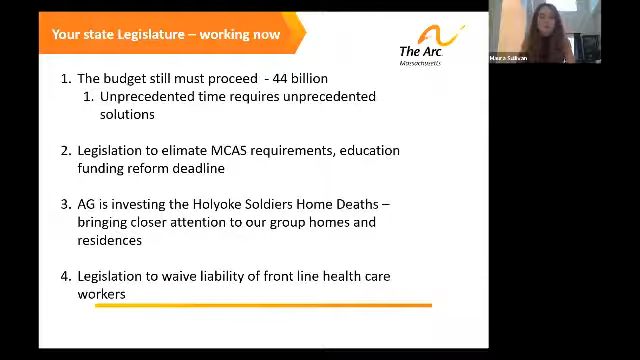 Your state Legislature – working now
The Arc
Massachusetts
Maura Sullivan
1. The budget still must proceed - 44 billion
1. Unprecedented time requires unprecedented
solutions
2. Legislation to elimate MCAS requirements, education
funding reform deadline
3. AG is investing the Holyoke Soldiers Home Deaths –
bringing closer attention to our group homes and
residences
4. Legislation to waive liability of front line health care
workers